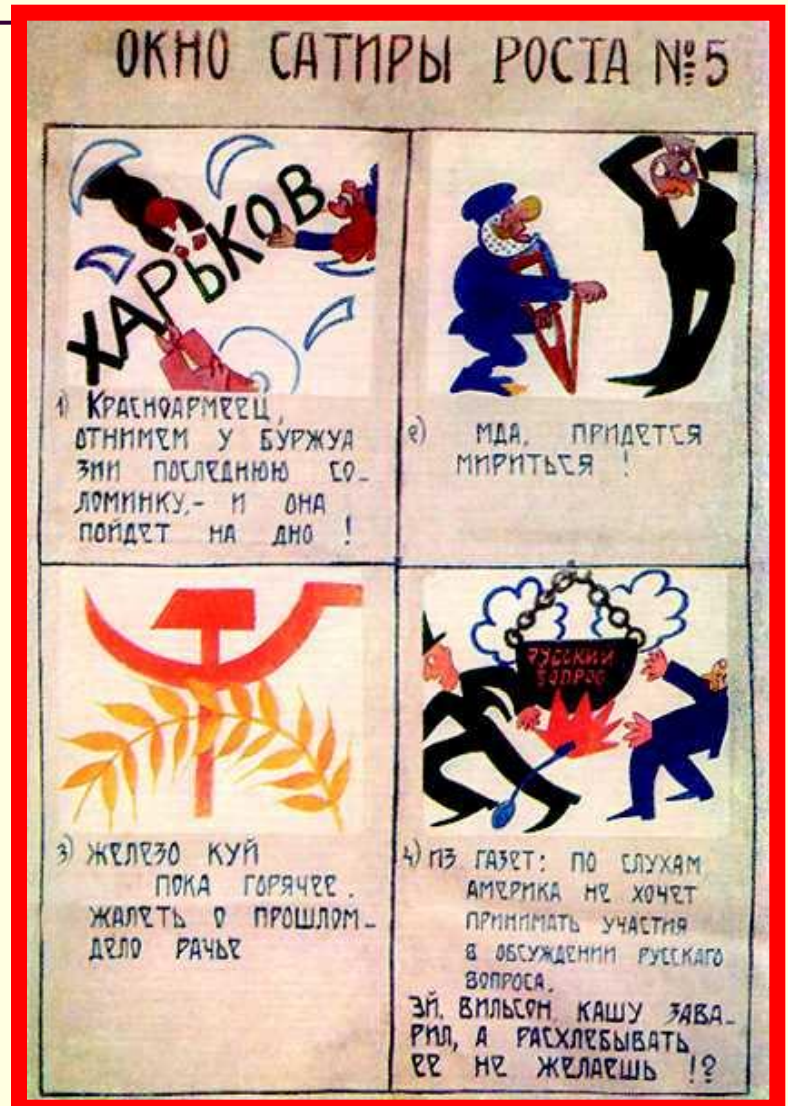 ОКНО САТИРЫ РОСТА №5
ХАРЬКОВ
1) КРАСНОАРМЕЕЦ,
ОТНИМЕМ У БУРЖУА
ЗИИ ПОСЛЕДНЮЮ СО-
ЛОМИНКУ,- И ОНА
ПОЙДЕТ НА ДНО !
2) МДА, ПРИДЕТСЯ
МИРИТЬСЯ !
3) ЖЕЛЕЗО КУЙ
ПОКА ГОРЯЧЕЕ.
ЖАЛЕТЬ О ПРОШЛОМ-
ДЕЛО РАЧЬЕ
РУССКИЙ
ВОПРОС
4) ИЗ ГАЗЕТ: ПО СЛУХАМ
АМЕРИКА НЕ ХОЧЕТ
ПРИНИМАТЬ УЧАСТИЯ
В ОБСУЖДЕНИИ РУССКАГО
ВОПРОСА.
ЭЙ, ВИЛЬСОН, КАШУ ЗАВА-
РИЛ, А РАСХЛЕБЫВАТЬ
ЕЕ НЕ ЖЕЛАЕШЬ !?